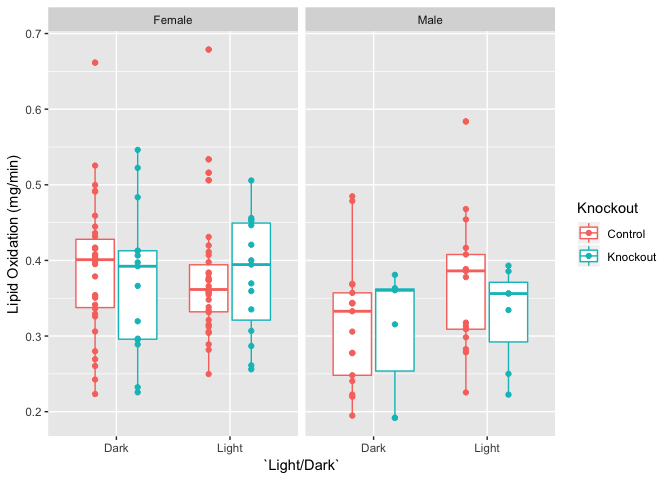 Female Male
0.7
0.6
0.5
0.4
0.3
0.2
Lipid Oxidation (mg/min)
Dark Light Dark Light
`Light/Dark`
Knockout
Control
Knockout